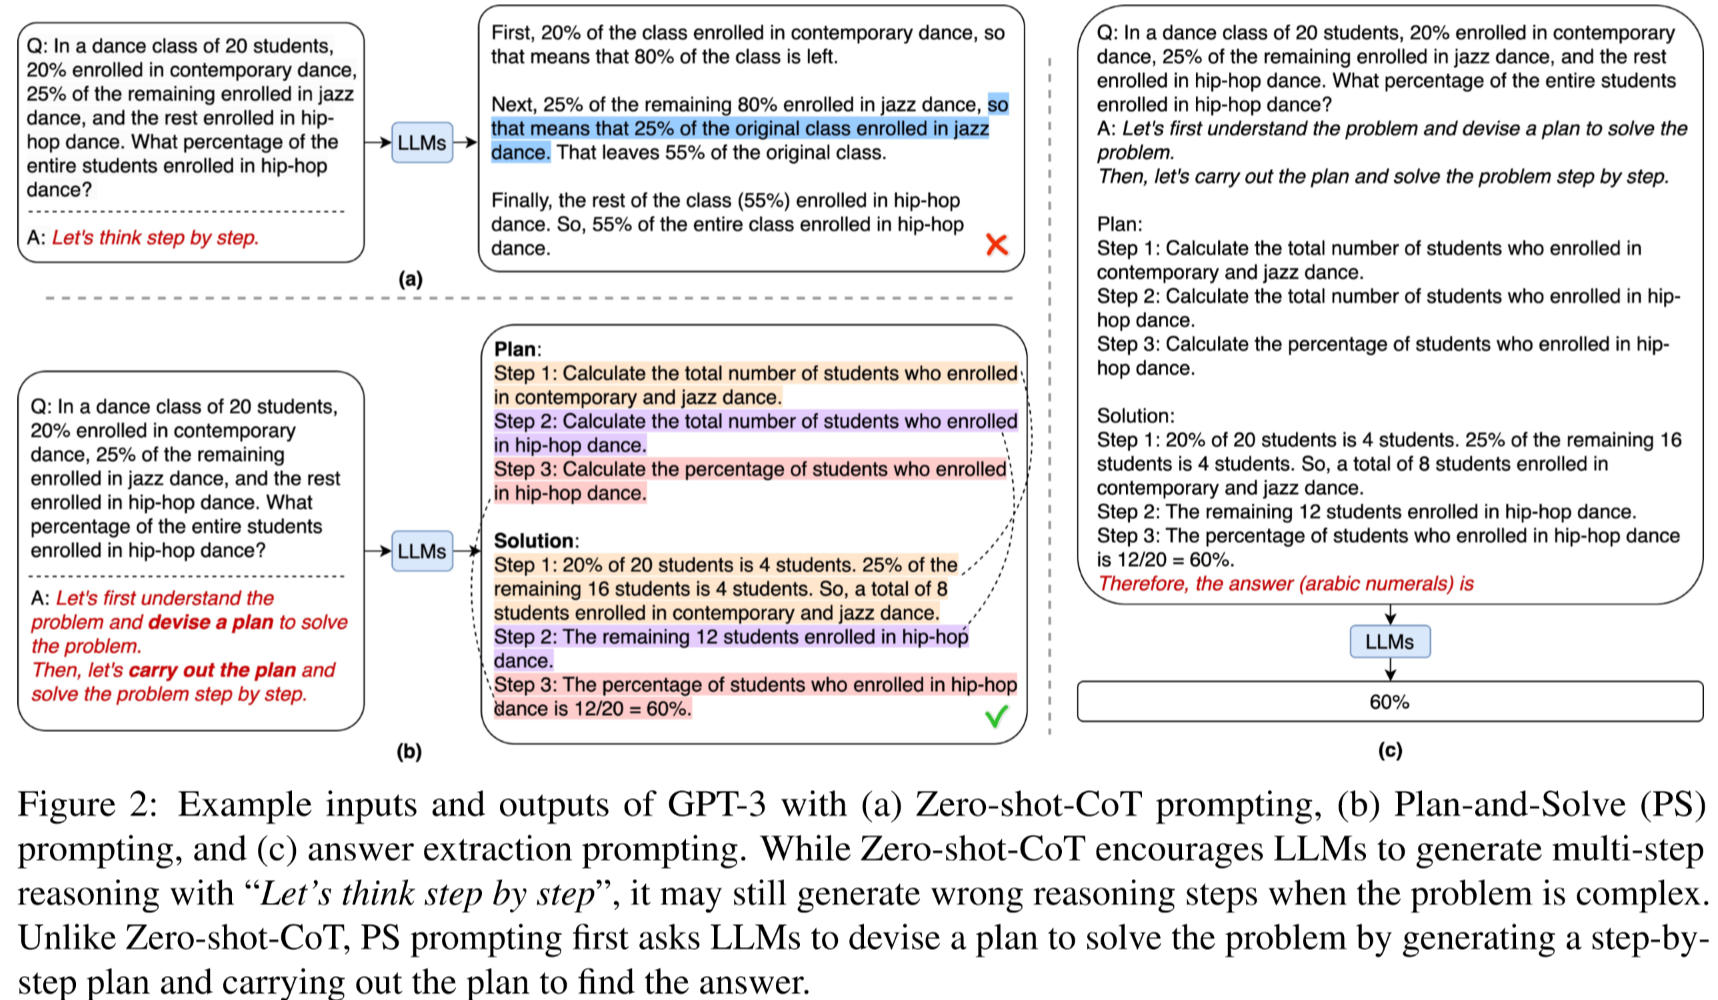 Q: In a dance class of 20 students,
20% enrolled in contemporary dance,
25% of the remaining enrolled in jazz
dance, and the rest enrolled in hip-
hop dance. What percentage of the
entire students enrolled in hip-hop
dance?
A: Let's think step by step.
LLMs
First, 20% of the class enrolled in contemporary dance, so
that means that 80% of the class is left.
Next, 25% of the remaining 80% enrolled in jazz dance, so
that means that 25% of the original class enrolled in jazz
dance. That leaves 55% of the original class.
Finally, the rest of the class (55%) enrolled in hip-hop
dance. So, 55% of the entire class enrolled in hip-hop
dance.
(a)
Q: In a dance class of 20 students,
20% enrolled in contemporary
dance, 25% of the remaining
enrolled in jazz dance, and the rest
enrolled in hip-hop dance. What
percentage of the entire students
enrolled in hip-hop dance?
A: Let's first understand the
problem and devise a plan to solve
the problem.
Then, let's carry out the plan and
solve the problem step by step.
LLMs
Plan:
Step 1: Calculate the total number of students who enrolled
in contemporary and jazz dance.
Step 2: Calculate the total number of students who enrolled
in hip-hop dance.
Step 3: Calculate the percentage of students who enrolled
in hip-hop dance.
Solution:
Step 1: 20% of 20 students is 4 students. 25% of the
remaining 16 students is 4 students. So, a total of 8
students enrolled in contemporary and jazz dance.
Step 2: The remaining 12 students enrolled in hip-hop
dance.
Step 3: The percentage of students who enrolled in hip-hop
dance is 12/20 = 60%.
(b)
Q: In a dance class of 20 students, 20% enrolled in contemporary
dance, 25% of the remaining enrolled in jazz dance, and the rest
enrolled in hip-hop dance. What percentage of the entire students
enrolled in hip-hop dance?
A: Let's first understand the problem and devise a plan to solve the
problem.
Then, let's carry out the plan and solve the problem step by step.
Plan:
Step 1: Calculate the total number of students who enrolled in
contemporary and jazz dance.
Step 2: Calculate the total number of students who enrolled in hip-
hop dance.
Step 3: Calculate the percentage of students who enrolled in hip-
hop dance.
Solution:
Step 1: 20% of 20 students is 4 students. 25% of the remaining 16
students is 4 students. So, a total of 8 students enrolled in
contemporary and jazz dance.
Step 2: The remaining 12 students enrolled in hip-hop dance.
Step 3: The percentage of students who enrolled in hip-hop dance
is 12/20 = 60%.
Therefore, the answer (arabic numerals) is
LLMs
60%
(c)
Figure 2: Example inputs and outputs of GPT-3 with (a) Zero-shot-CoT prompting, (b) Plan-and-Solve (PS)
prompting, and (c) answer extraction prompting. While Zero-shot-CoT encourages LLMs to generate multi-step
reasoning with “Let’s think step by step”, it may still generate wrong reasoning steps when the problem is complex.
Unlike Zero-shot-CoT, PS prompting first asks LLMs to devise a plan to solve the problem by generating a step-by-
step plan and carrying out the plan to find the answer.